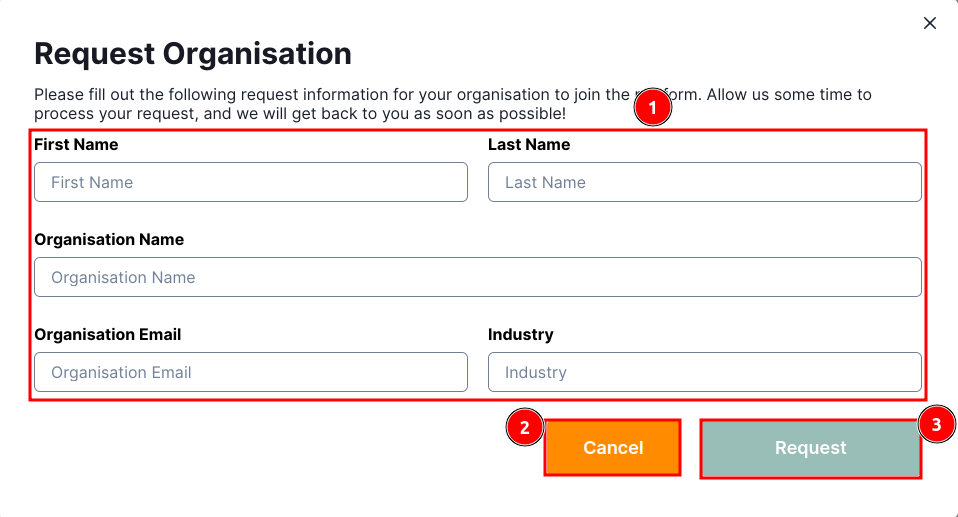 Request Organisation
Please fill out the following request information for your organisation to join the form. Allow us some time to
process your request, and we will get back to you as soon as possible!
1
First Name
Last Name
First Name
Last Name
Organisation Name
Organisation Name
Organisation Email
Industry
Organisation Email
Industry
2
Cancel
3
Request